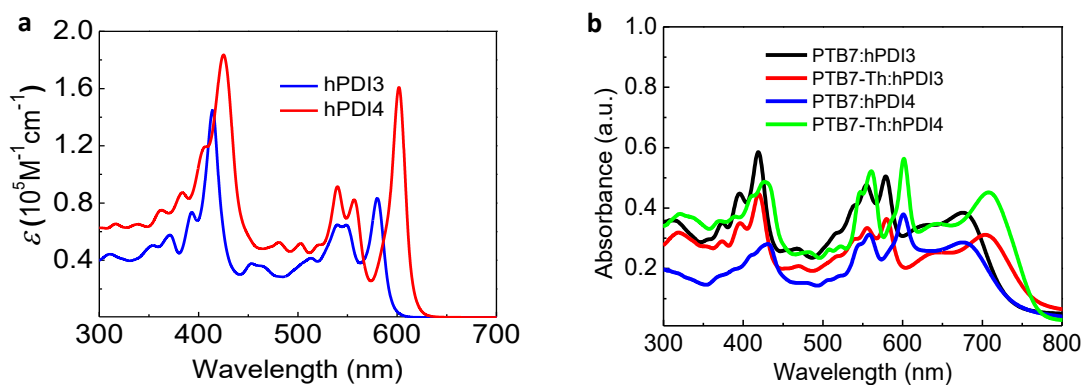 a
2.0
1.6
1.2
0.8
0.4
ε (10⁵M⁻¹cm⁻¹)
hPDI3
hPDI4
300 400 500 600 700
Wavelength (nm)
b
1.0
0.8
0.6
0.4
0.2
Absorbance (a.u.)
PTB7:hPDI3
PTB7-Th:hPDI3
PTB7:hPDI4
PTB7-Th:hPDI4
300 400 500 600 700 800
Wavelength (nm)